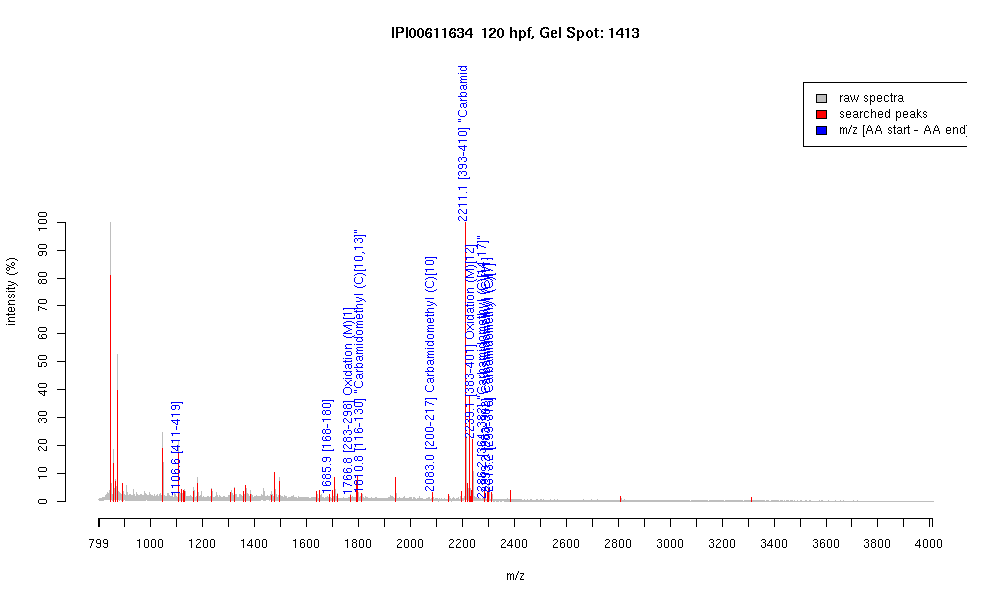 IPI00611634 120 hpf, Gel Spot: 1413
raw spectra
searched peaks
m/z [AA start - AA end]
intensity (%)
100
90
80
70
60
50
40
30
20
10
0
1106.6 [411-419]
1685.9 [168-180]
1766.8 [283-298] Oxidation (M)[1]
[116-130] "Carbamidomethyl (C)[10,13]"
2083.0 [200-217] Carbamidomethyl (C)[10]
2211.1 [393-410] "Carbamid
2239.1 [383-401] Oxidation (M)[12]
799 1000 1200 1400 1600 1800 2000 2200 2400 2600 2800 3000 3200 3400 3600 3800 4000
m/z